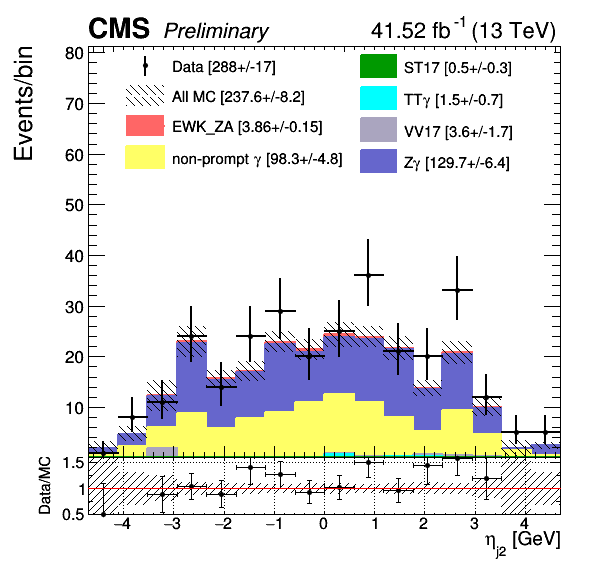 CMS Preliminary 41.52 fb⁻¹ (13 TeV)
Events/bin
80
70
60
50
40
30
20
10
Data [288+/-17]
All MC [237.6+/-8.2]
EWK_ZA [3.86+/-0.15]
non-prompt γ [98.3+/-4.8]
ST17 [0.5+/-0.3]
TTγ [1.5+/-0.7]
VV17 [3.6+/-1.7]
Zγ [129.7+/-6.4]
Data/MC
1.5
1
0.5
−4 −3 −2 −1 0 1 2 3 4
η_j2 [GeV]